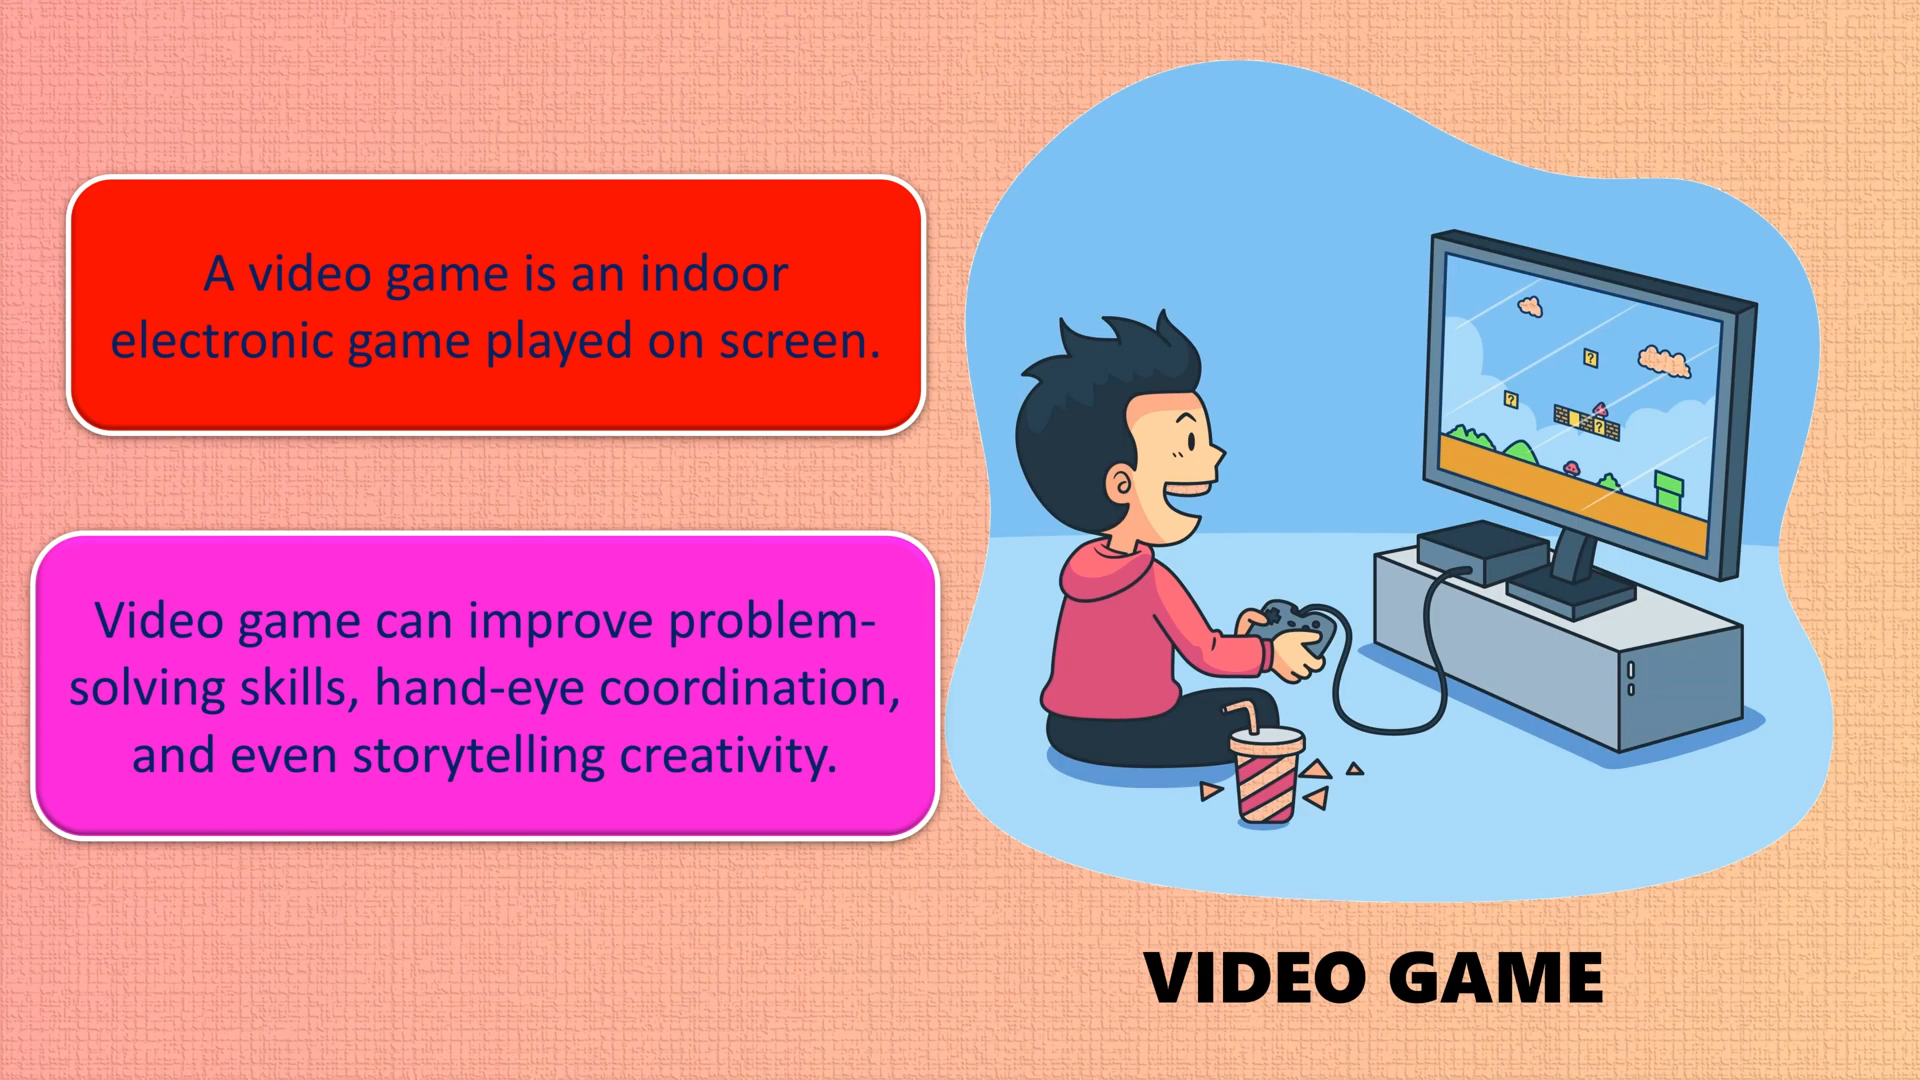 A video game is an indoor
electronic game played on screen.
Video game can improve problem-
solving skills, hand-eye coordination,
and even storytelling creativity.
?
?
?
VIDEO GAME